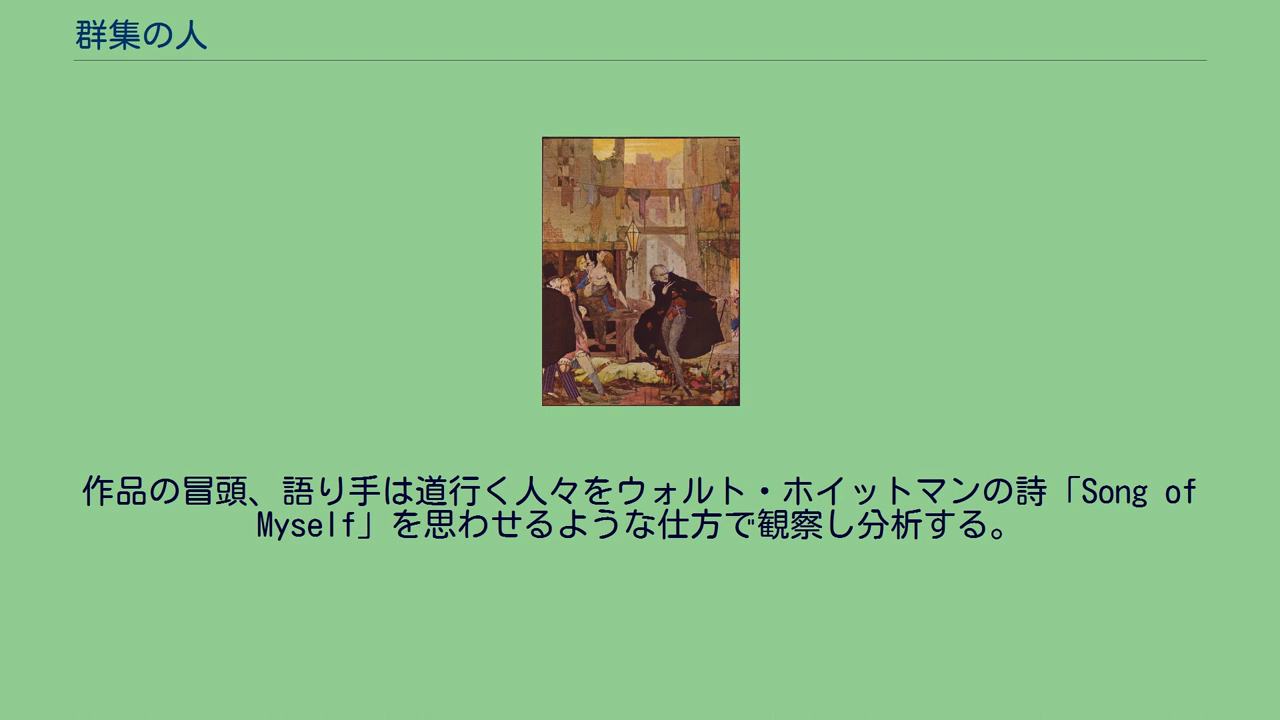 群集の人
作品の冒頭、語り手は道行く人々をウォルト・ホイットマンの詩「Song of
Myself」を思わせるような仕方で観察し分析する。